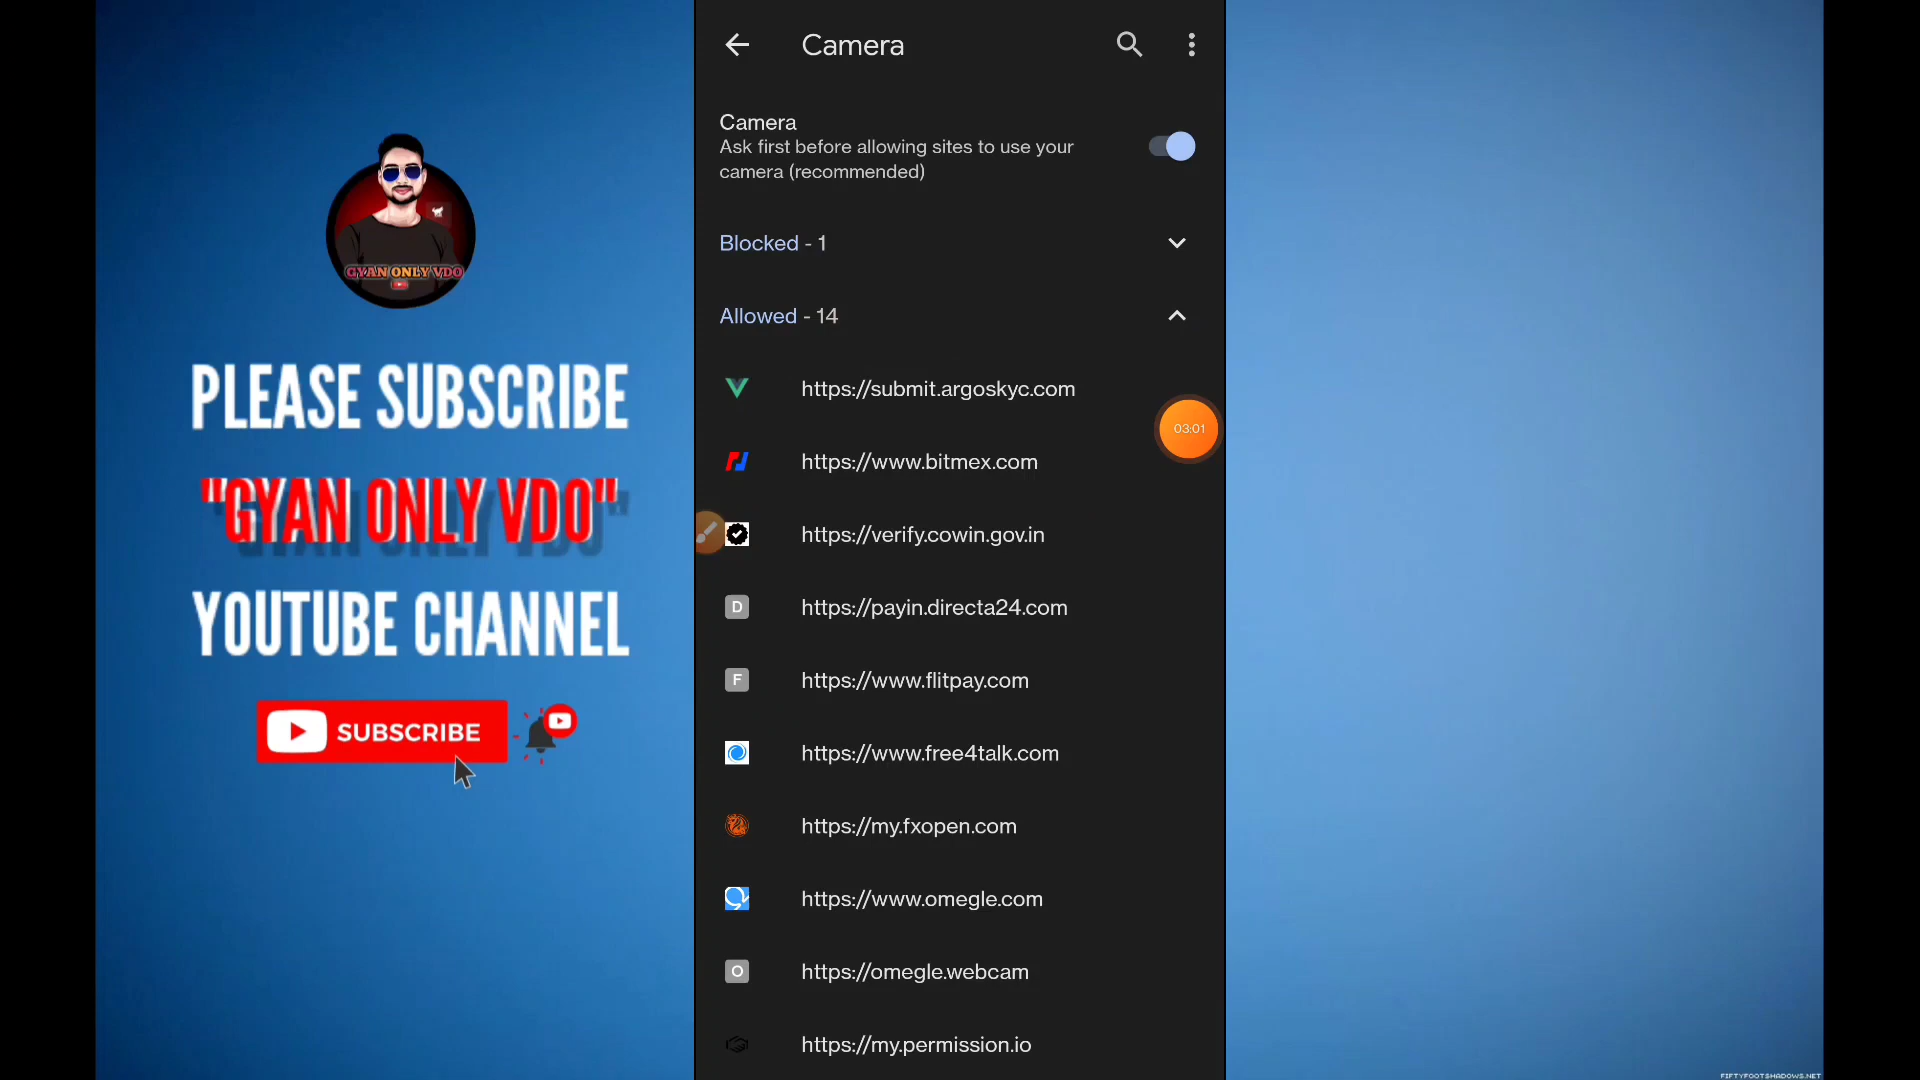 GYAN ONLY VDO
PLEASE SUBSCRIBE
"GYAN ONLY VDO"
YOUTUBE CHANNEL
SUBSCRIBE
Camera
Camera
Ask first before allowing sites to use your
camera (recommended)
Blocked - 1
Allowed - 14
https://submit.argoskyc.com
03:01
https://www.bitmex.com
https://verify.cowin.gov.in
D
https://payin.directa24.com
F
https://www.flitpay.com
https://www.free4talk.com
https://my.fxopen.com
https://www.omegle.com
O
https://omegle.webcam
https://my.permission.io
FIFTYFOOTSHADOWS.NET